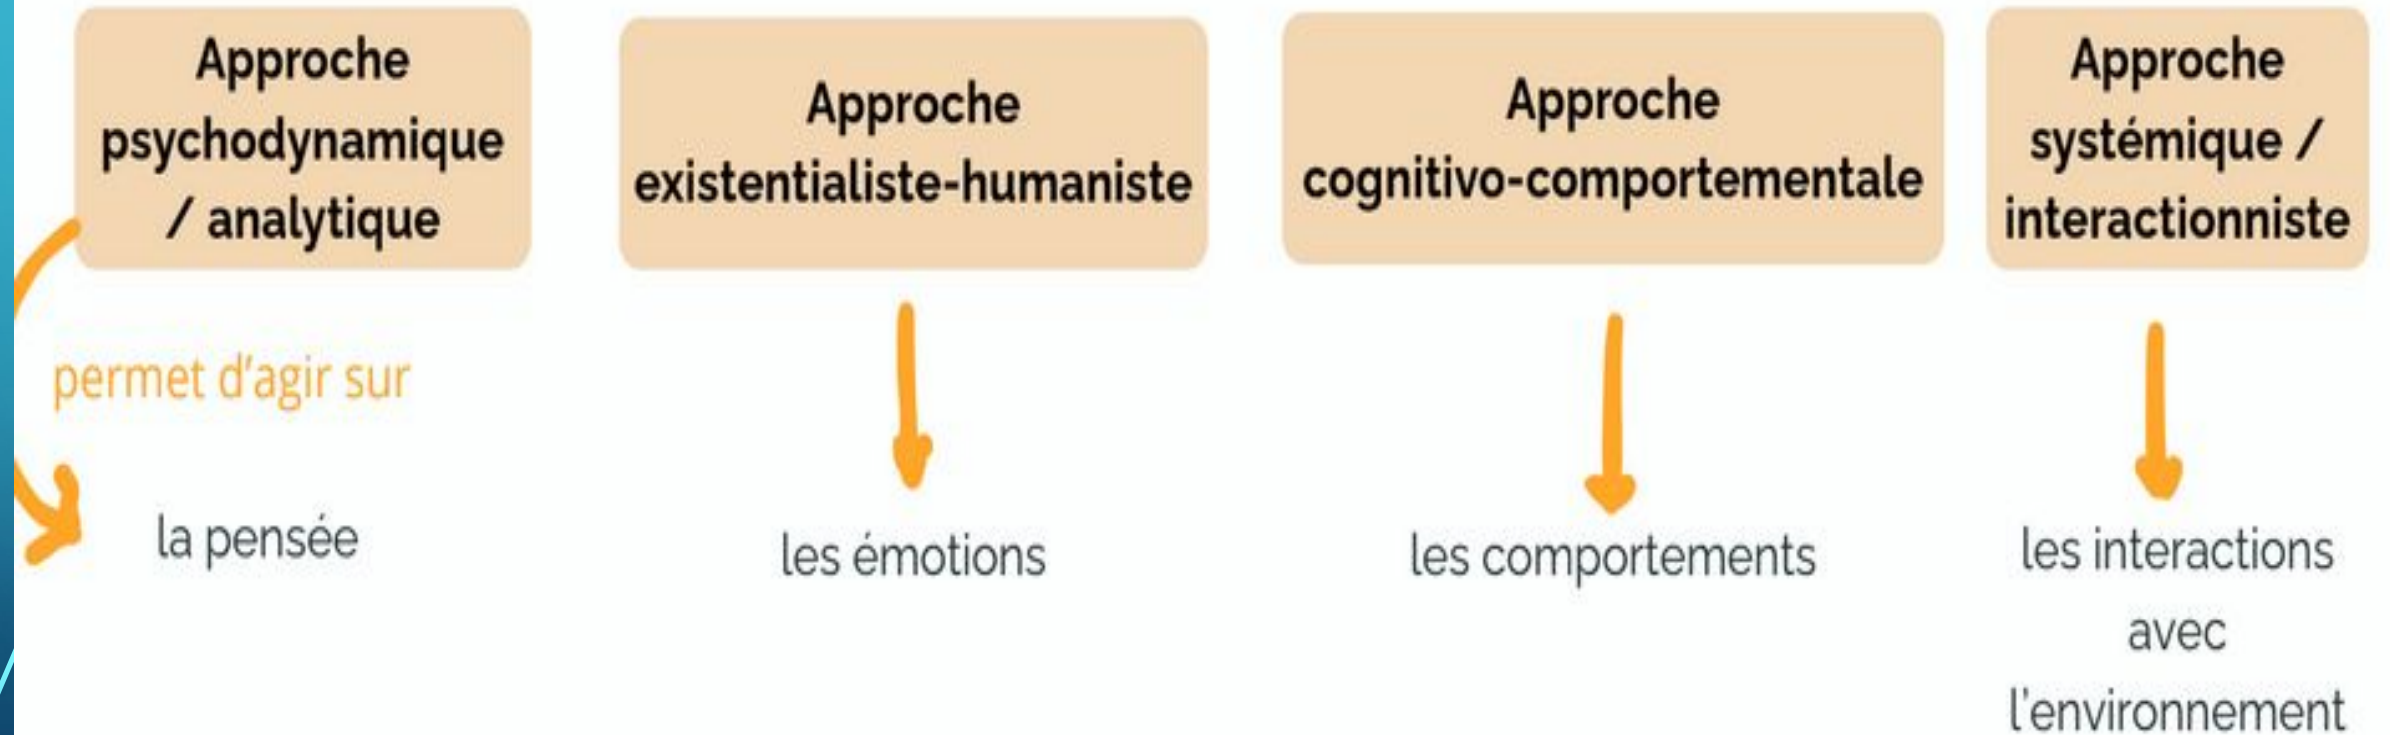 Approche
psychodynamique
/ analytique
Approche
existentialiste-humaniste
Approche
cognitivo-comportementale
Approche
systémique /
interactionniste
permet d'agir sur
la pensée
les émotions
les comportements
les interactions
avec
l'environnement